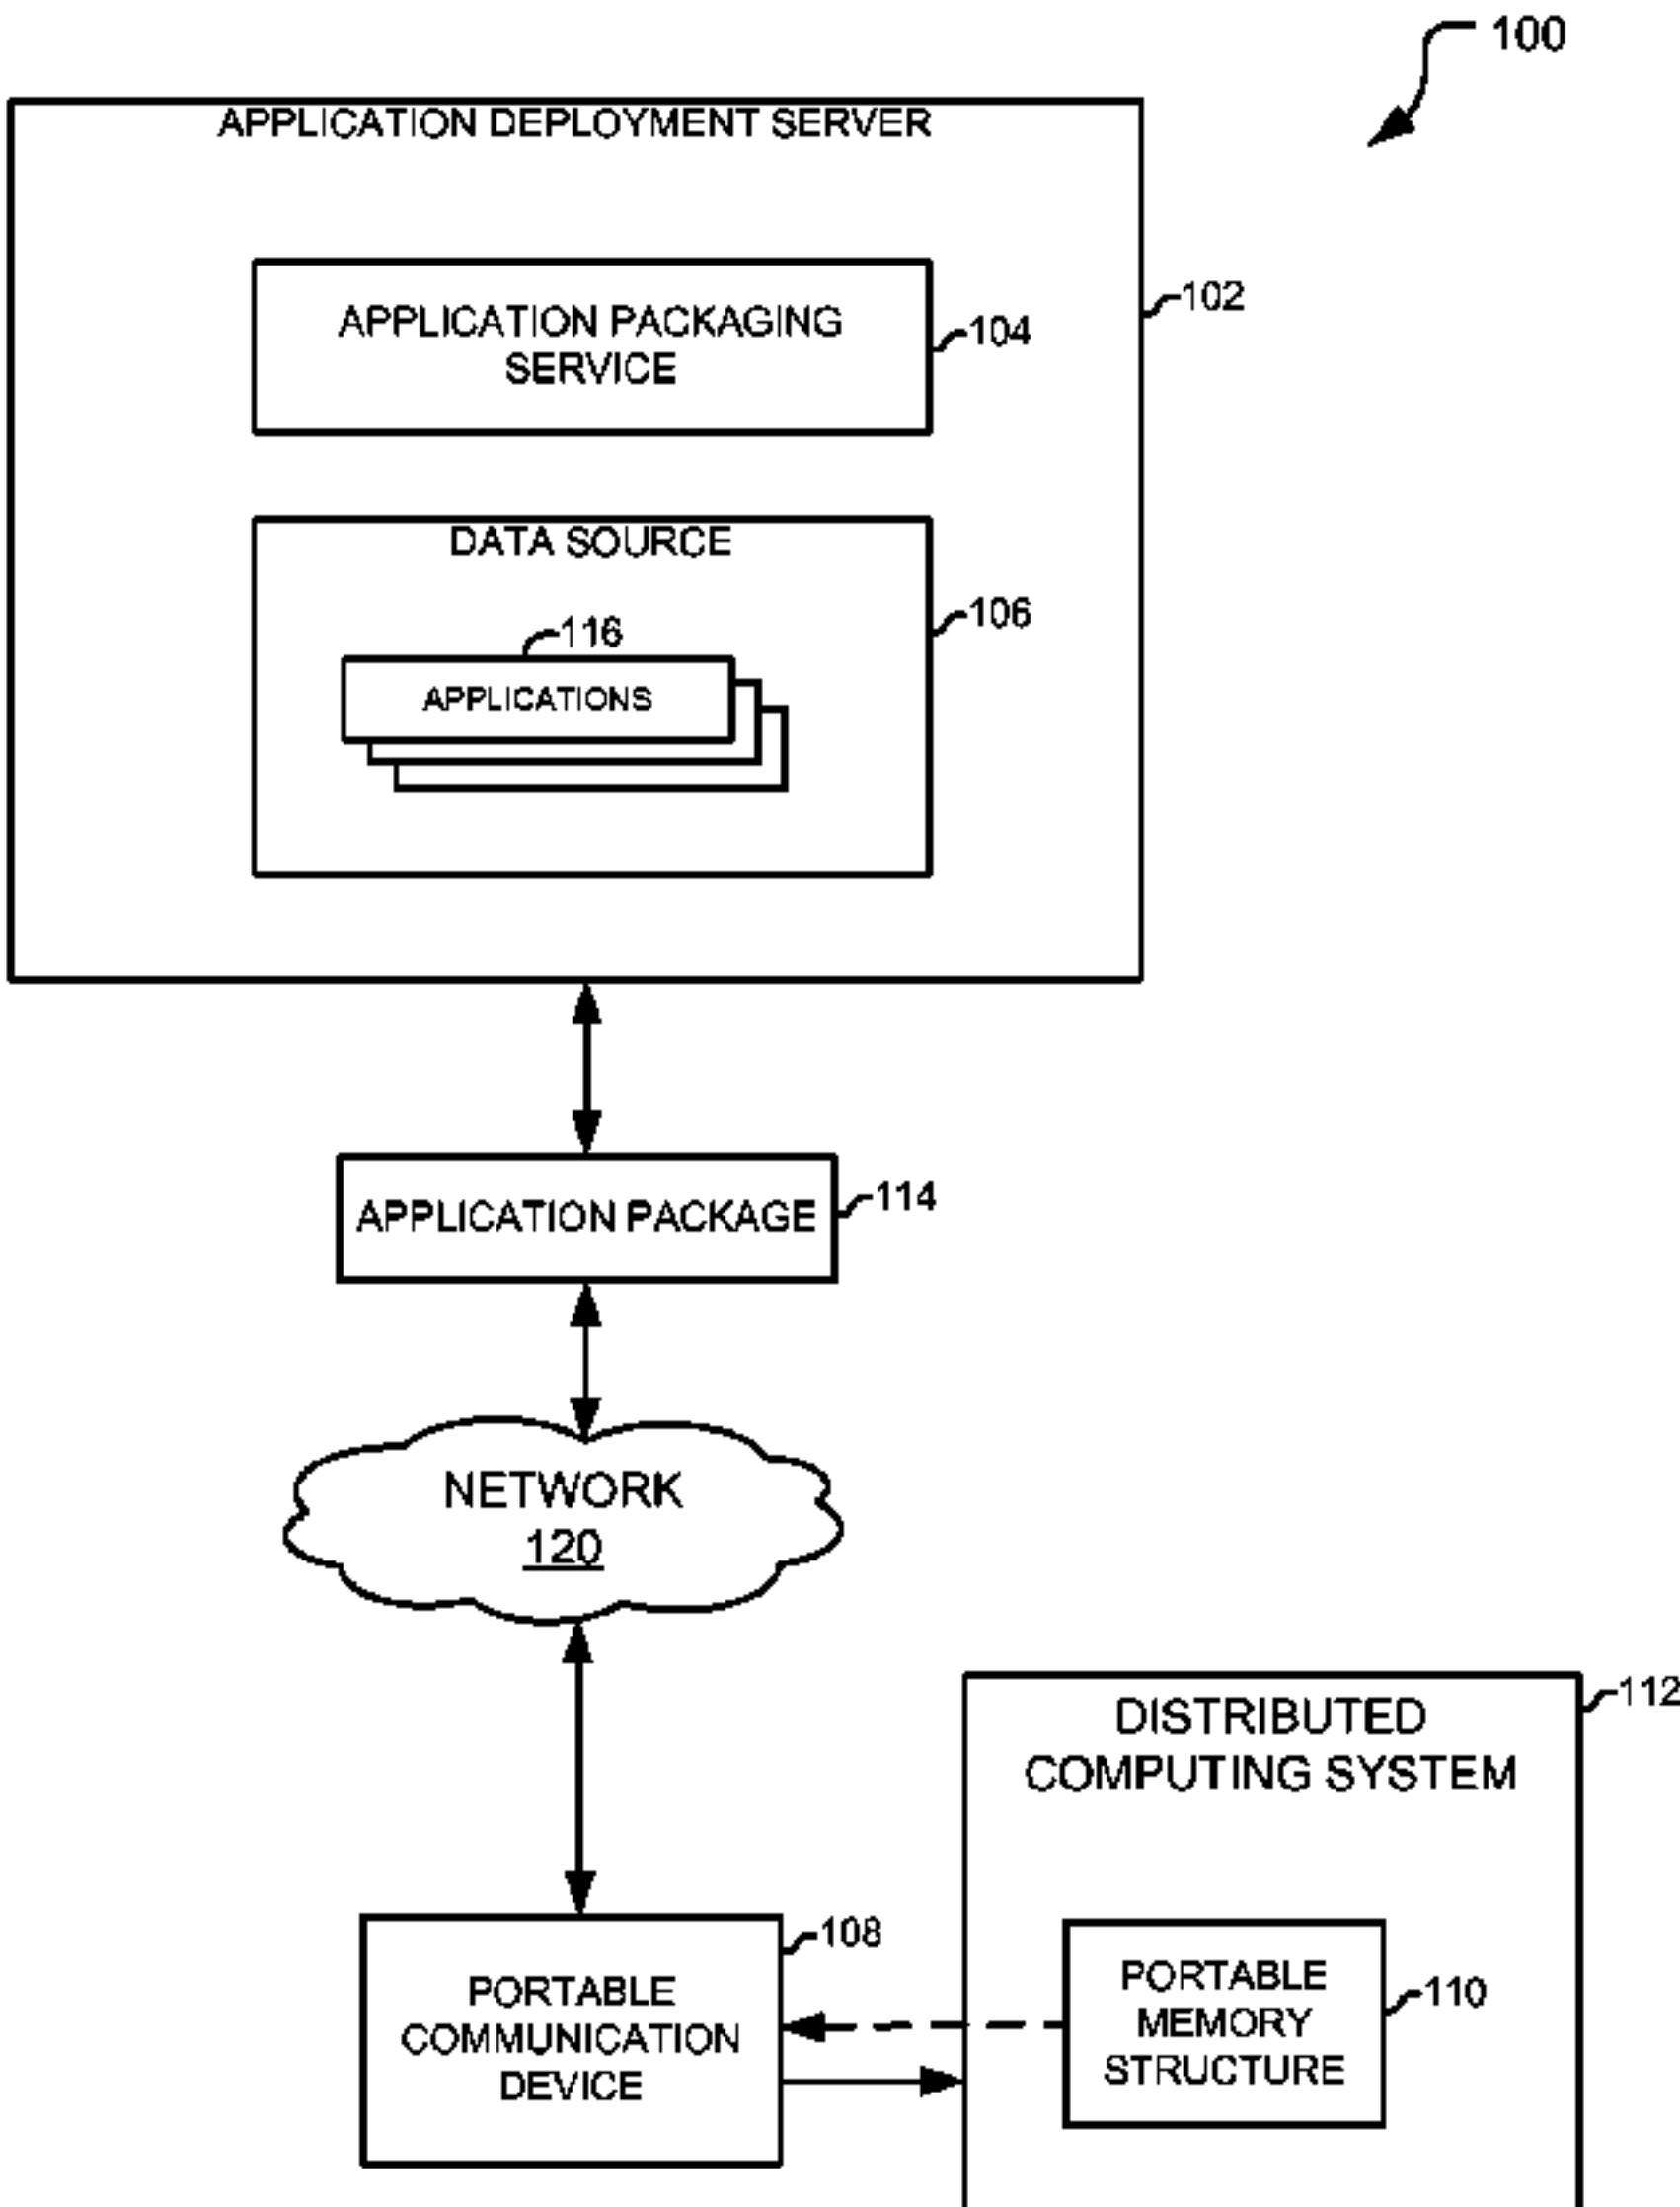 100
APPLICATION DEPLOYMENT SERVER
102
APPLICATION PACKAGING
SERVICE
104
DATA SOURCE
106
116
APPLICATIONS
APPLICATION PACKAGE
114
NETWORK
120
112
DISTRIBUTED
COMPUTING SYSTEM
108
PORTABLE
COMMUNICATION
DEVICE
PORTABLE
MEMORY
STRUCTURE
110